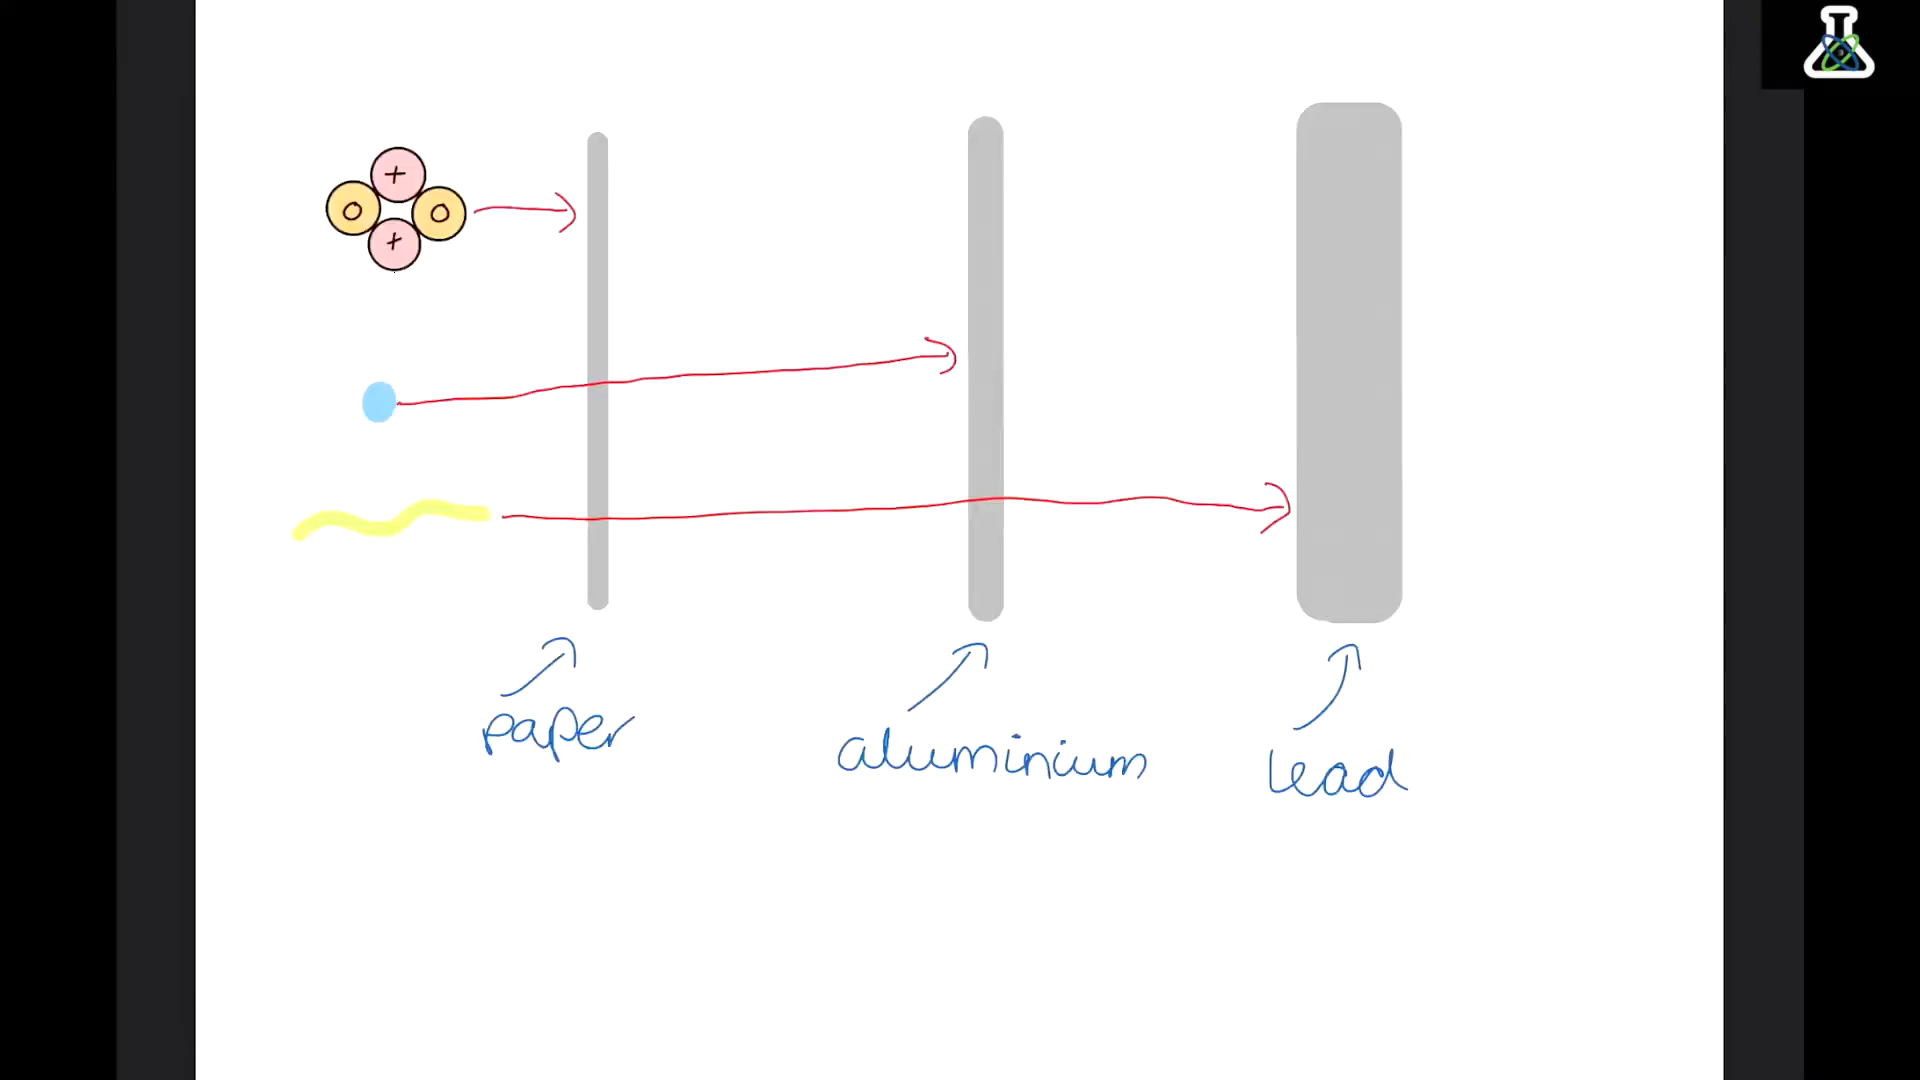 +
O O
+
paper
aluminium
lead